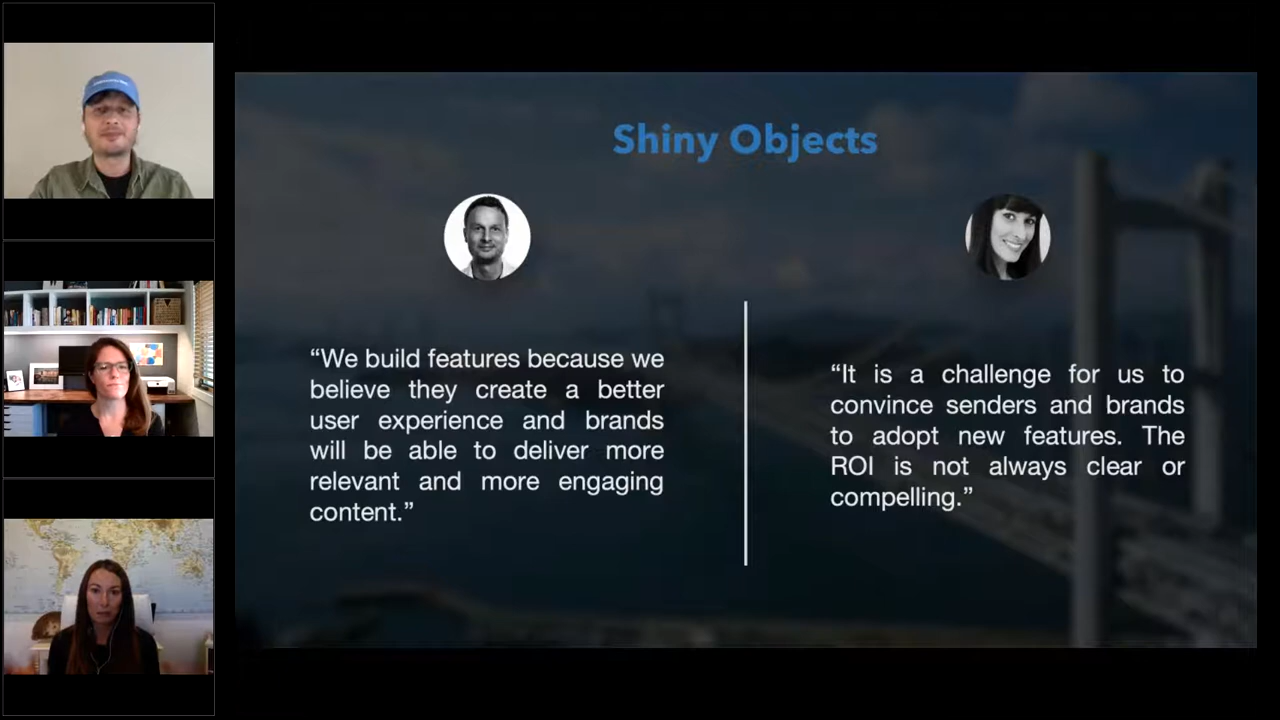 Shiny Objects
“We build features because we
believe they create a better
user experience and brands
will be able to deliver more
relevant and more engaging
content.”
“It is a challenge for us to
convince senders and brands
to adopt new features. The
ROI is not always clear or
compelling.”